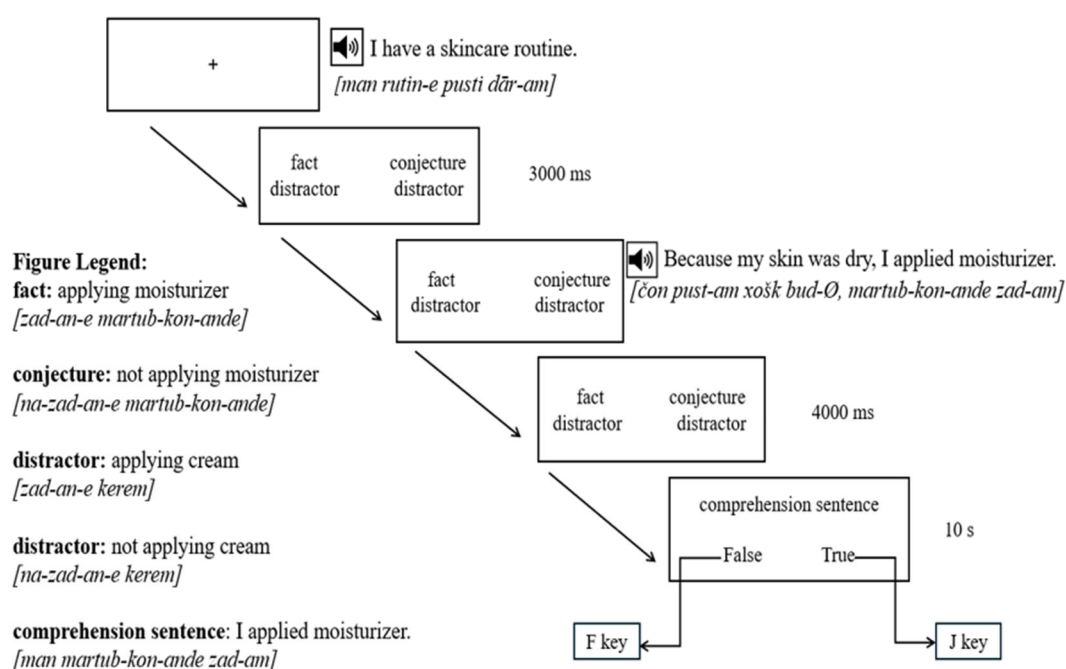 +
I have a skincare routine.
[man rutin-e pusti dār-am]
fact conjecture
distractor distractor
3000 ms
fact conjecture
distractor distractor
Because my skin was dry, I applied moisturizer.
[čon pust-am xošk bud-Ø, martub-kon-ande zad-am]
fact conjecture
distractor distractor
4000 ms
comprehension sentence
False True
10 s
F key
J key
Figure Legend:
fact: applying moisturizer
[zad-an-e martub-kon-ande]
conjecture: not applying moisturizer
[na-zad-an-e martub-kon-ande]
distractor: applying cream
[zad-an-e kerem]
distractor: not applying cream
[na-zad-an-e kerem]
comprehension sentence: I applied moisturizer.
[man martub-kon-ande zad-am]